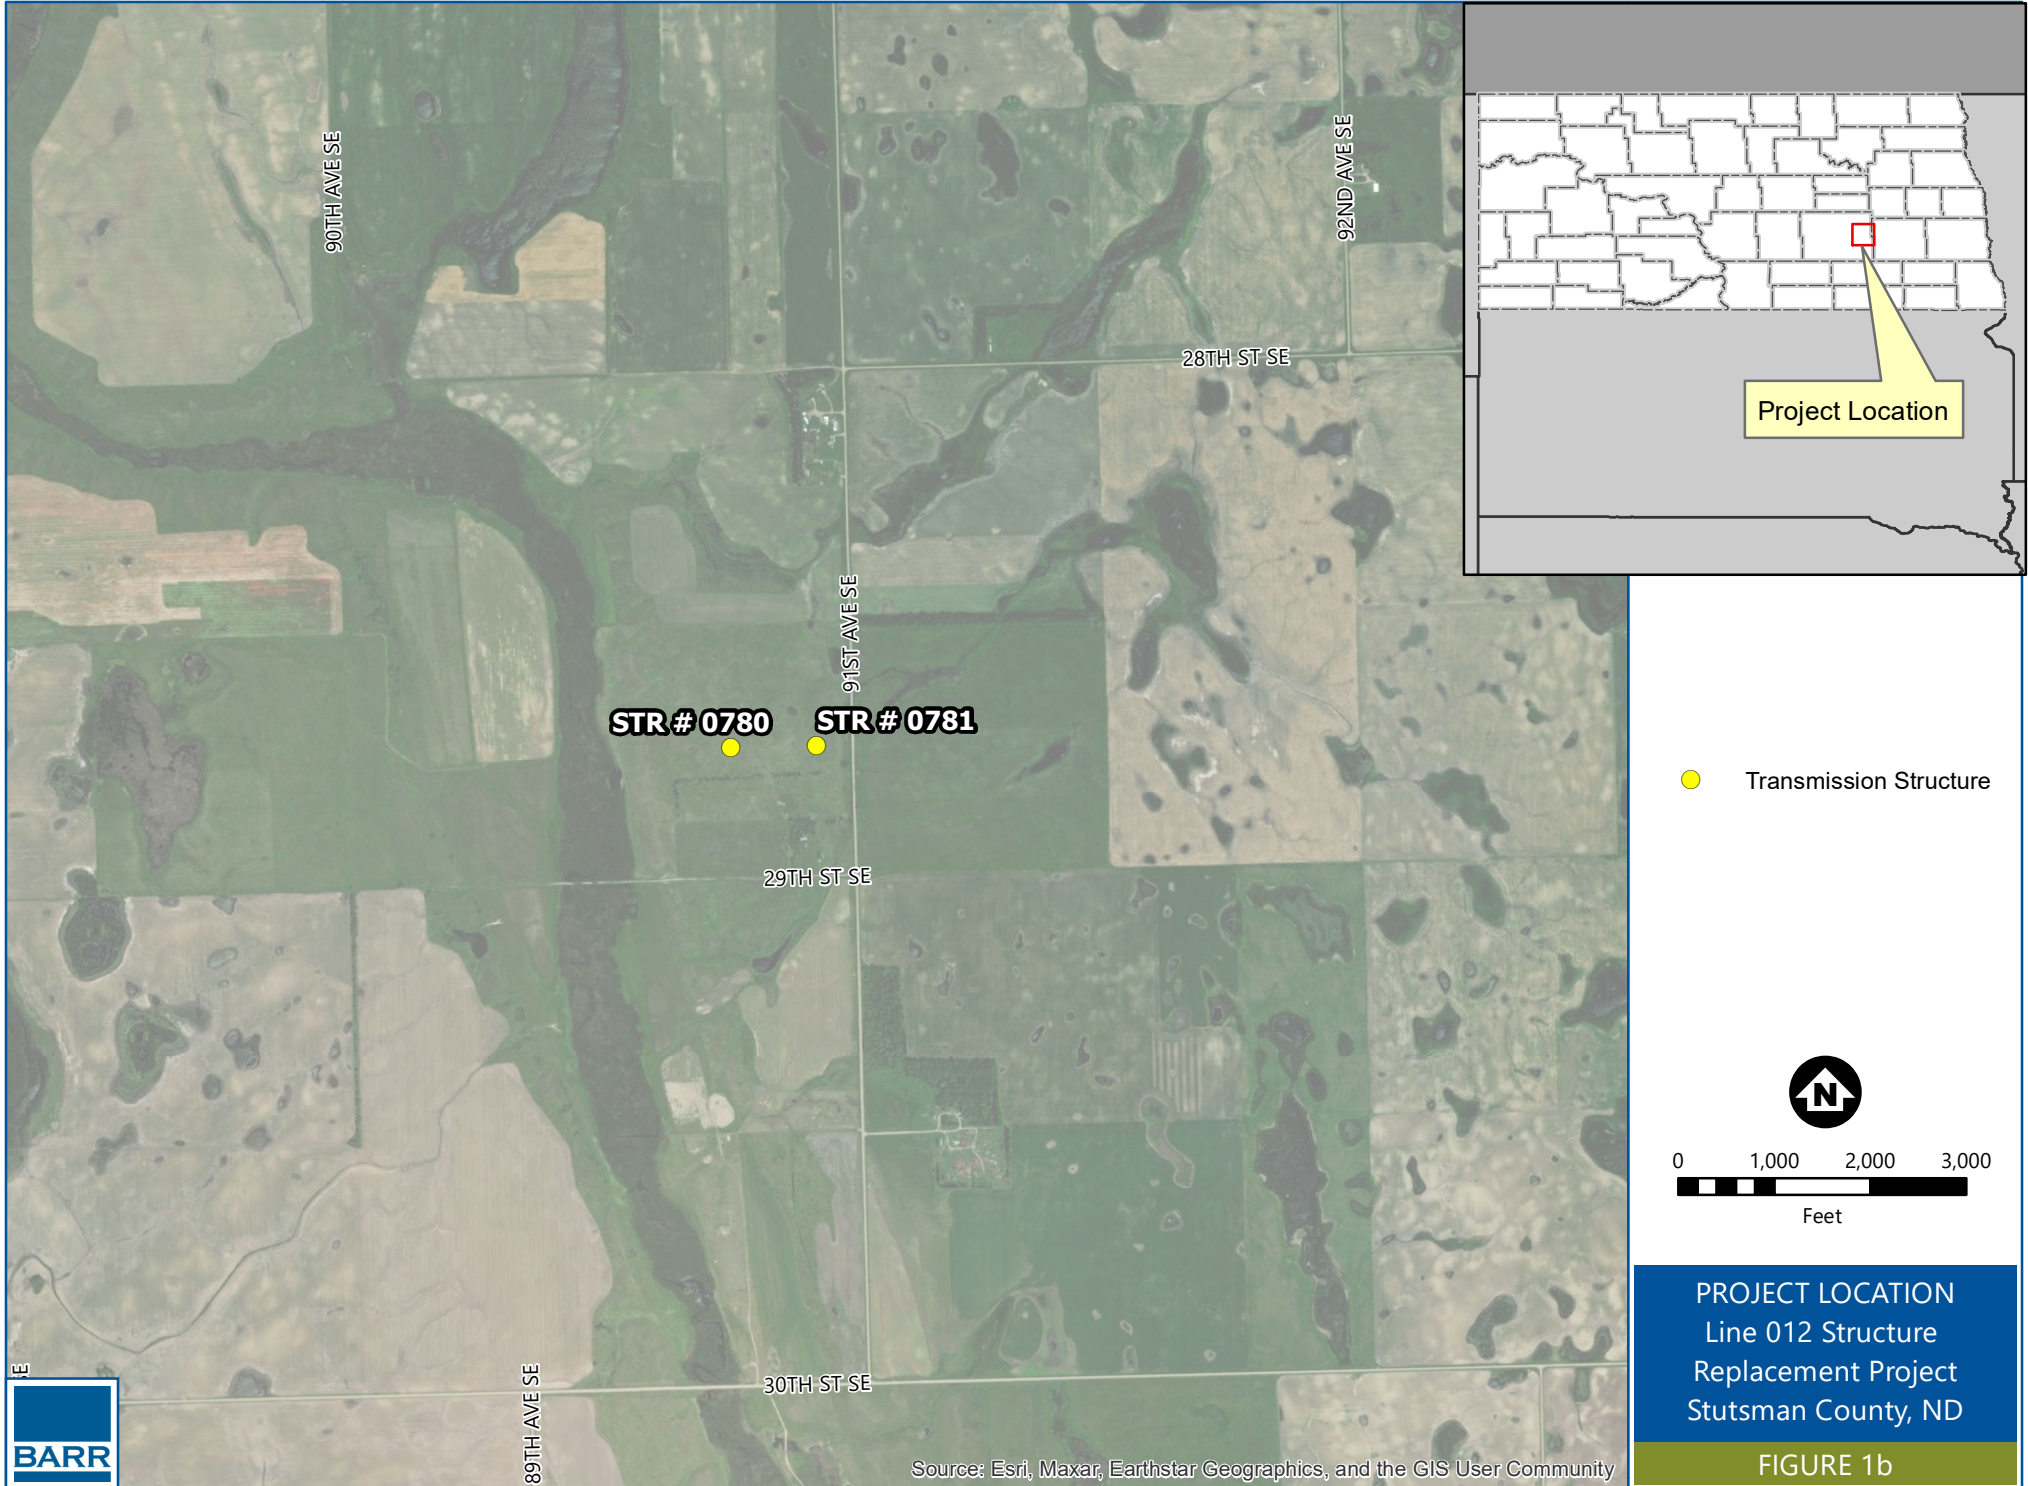 90TH AVE SE
92ND AVE SE
28TH ST SE
Project Location
91ST AVE SE
STR # 0780
STR # 0781
Transmission Structure
29TH ST SE
N
0 1,000 2,000 3,000
Feet
PROJECT LOCATION
Line 012 Structure
Replacement Project
Stutsman County, ND
FIGURE 1b
SE
89TH AVE SE
30TH ST SE
BARR
Source: Esri, Maxar, Earthstar Geographics, and the GIS User Community